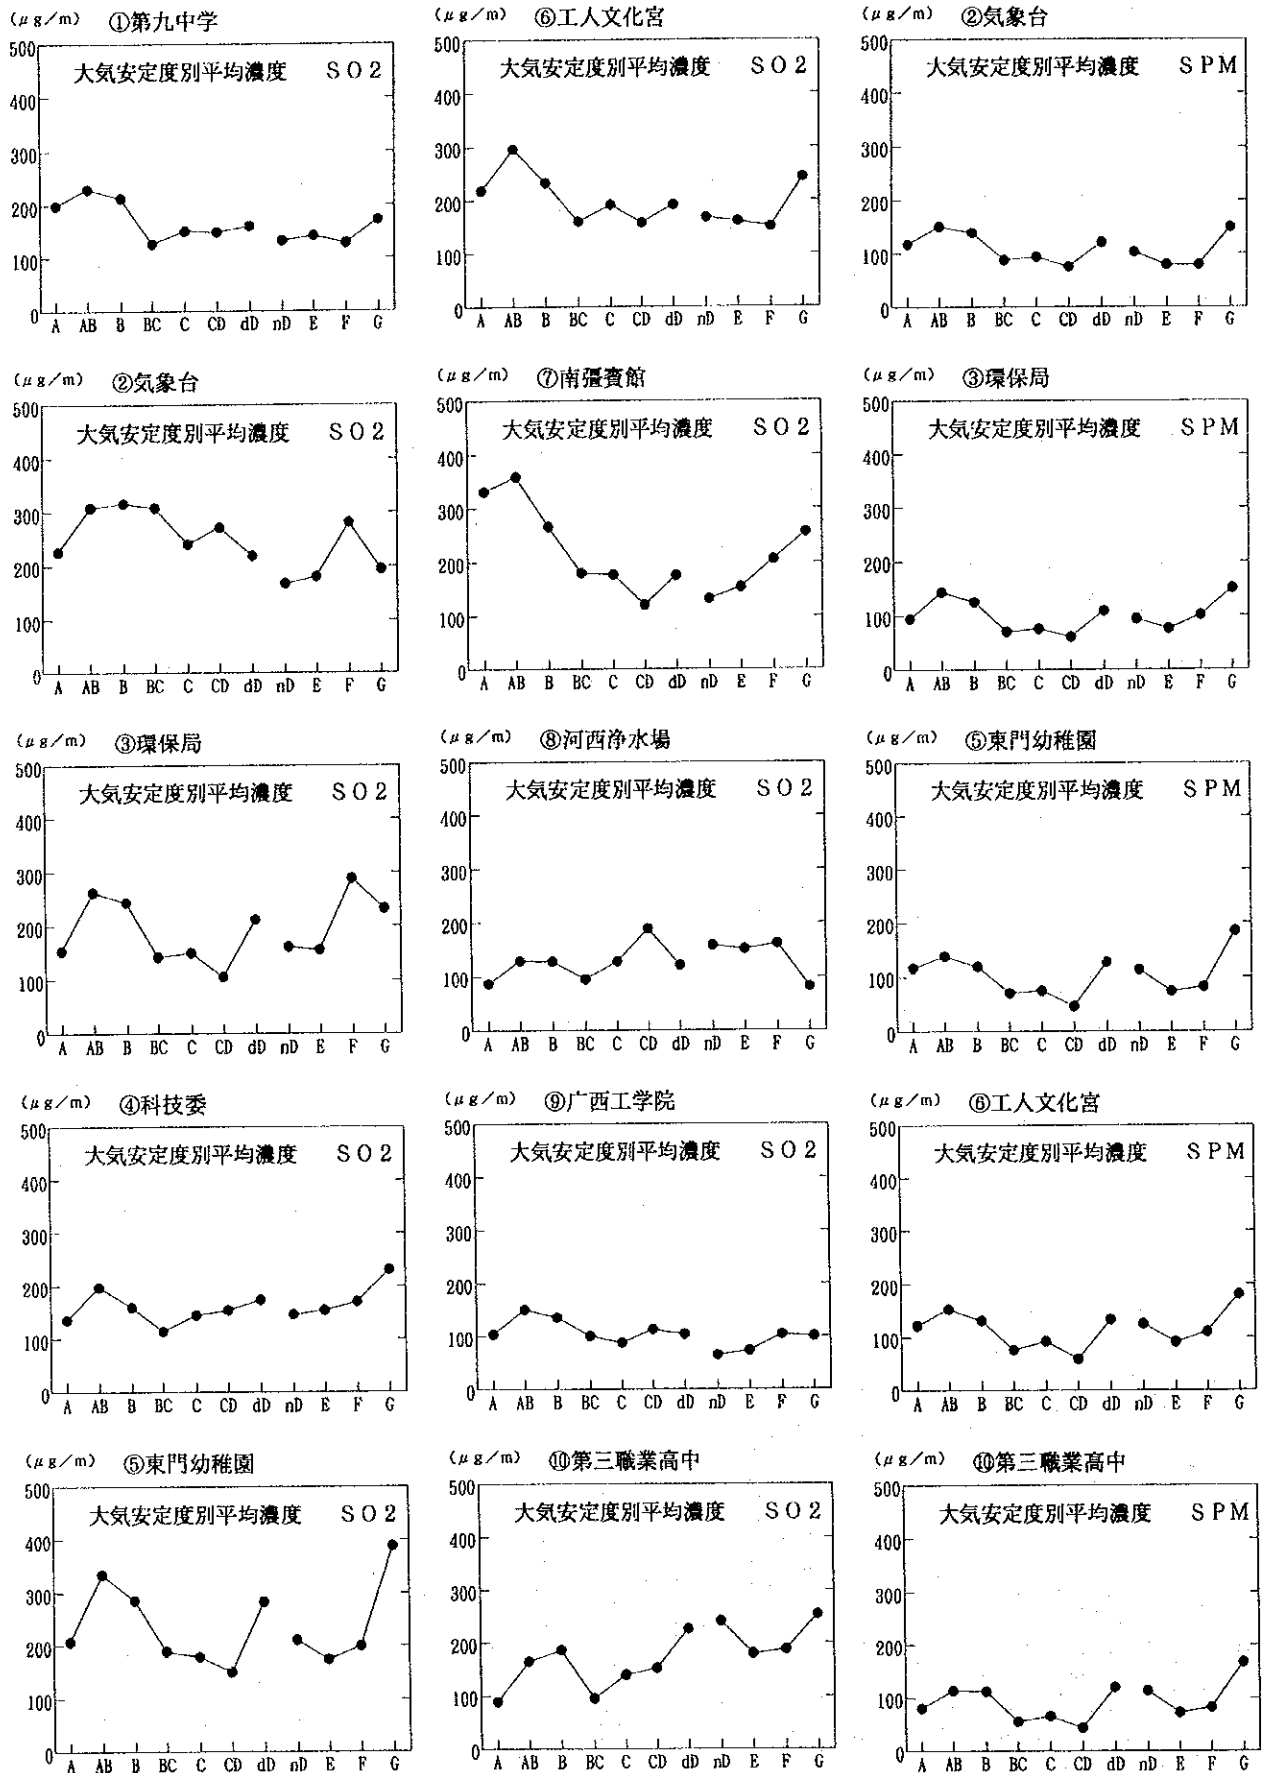 (μg/m) ①第九中学
大気安定度別平均濃度 SO2
500
400
300
200
100
0
A AB B BC C CD dD nD E F G
(μg/m) ⑥工人文化宮
大気安定度別平均濃度 SO2
500
400
300
200
100
0
A AB B BC C CD dD nD E F G
(μg/m) ②気象台
大気安定度別平均濃度 SPM
500
400
300
200
100
0
A AB B BC C CD dD nD E F G
(μg/m) ②気象台
大気安定度別平均濃度 SO2
500
400
300
200
100
0
A AB B BC C CD dD nD E F G
(μg/m) ⑦南彊賓館
大気安定度別平均濃度 SO2
500
400
300
200
100
0
A AB B BC C CD dD nD E F G
(μg/m) ③環保局
大気安定度別平均濃度 SPM
500
400
300
200
100
0
A AB B BC C CD dD nD E F G
(μg/m) ③環保局
大気安定度別平均濃度 SO2
500
400
300
200
100
0
A AB B BC C CD dD nD E F G
(μg/m) ⑧河西浄水場
大気安定度別平均濃度 SO2
500
400
300
200
100
0
A AB B BC C CD dD nD E F G
(μg/m) ⑤東門幼稚園
大気安定度別平均濃度 SPM
500
400
300
200
100
0
A AB B BC C CD dD nD E F G
(μg/m) ④科技委
大気安定度別平均濃度 SO2
500
400
300
200
100
0
A AB B BC C CD dD nD E F G
(μg/m) ⑨广西工学院
大気安定度別平均濃度 SO2
500
400
300
200
100
0
A AB B BC C CD dD nD E F G
(μg/m) ⑥工人文化宮
大気安定度別平均濃度 SPM
500
400
300
200
100
0
A AB B BC C CD dD nD E F G
(μg/m) ⑤東門幼稚園
大気安定度別平均濃度 SO2
500
400
300
200
100
0
A AB B BC C CD dD nD E F G
(μg/m) ⑩第三職業高中
大気安定度別平均濃度 SO2
500
400
300
200
100
0
A AB B BC C CD dD nD E F G
(μg/m) ⑩第三職業高中
大気安定度別平均濃度 SPM
500
400
300
200
100
0
A AB B BC C CD dD nD E F G